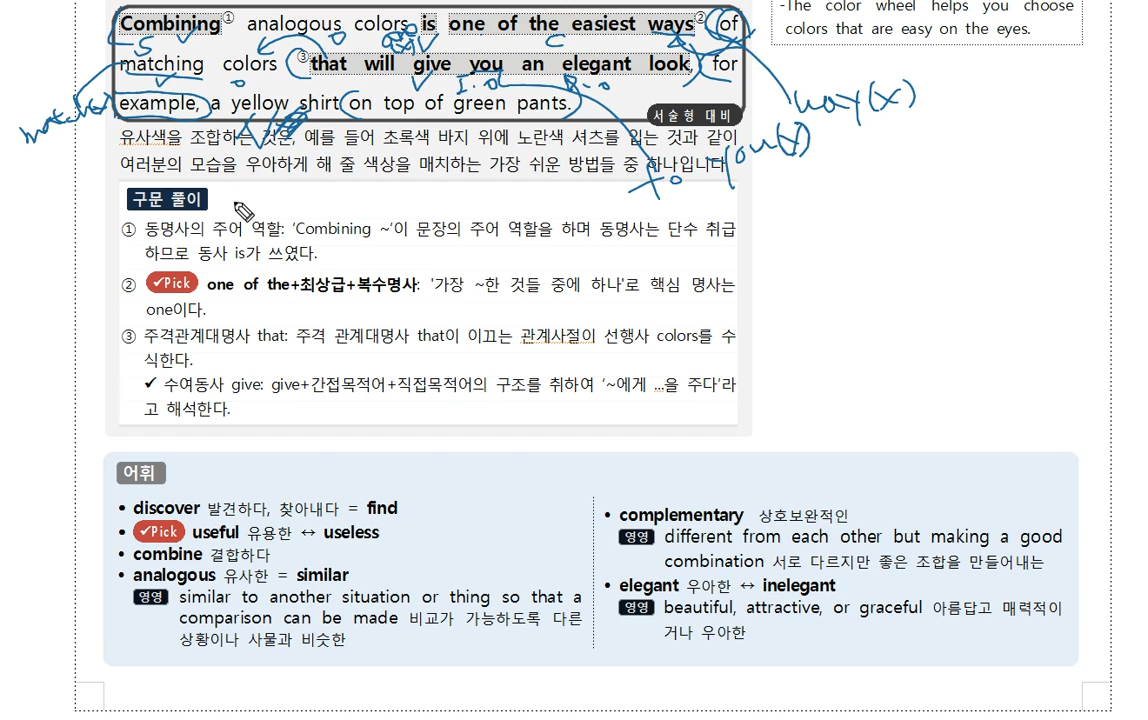 -The color wheel helps you choose
colors that are easy on the eyes.
Combining① analogous colors is one of the easiest ways② of
S O C
matching colors ③that will give you an elegant look, for
O I.O
example, a yellow shirt on top of green pants.
way(X)
you(X)
서술형 대비
유사색을 조합하는 것은, 예를 들어 초록색 바지 위에 노란색 셔츠를 입는 것과 같이
여러분의 모습을 우아하게 해 줄 색상을 매치하는 가장 쉬운 방법들 중 하나입니다.
구문 풀이
① 동명사의 주어 역할: ‘Combining ~’이 문장의 주어 역할을 하며 동명사는 단수 취급
하므로 동사 is가 쓰였다.
② ✔Pick one of the+최상급+복수명사: '가장 ~한 것들 중에 하나'로 핵심 명사는
one이다.
③ 주격관계대명사 that: 주격 관계대명사 that이 이끄는 관계사절이 선행사 colors를 수
식한다.
✔ 수여동사 give: give+간접목적어+직접목적어의 구조를 취하여 '~에게 …을 주다'라
고 해석한다.
어휘
• discover 발견하다, 찾아내다 = find
• ✔Pick useful 유용한 ↔ useless
• combine 결합하다
• analogous 유사한 = similar
영영 similar to another situation or thing so that a
comparison can be made 비교가 가능하도록 다른
상황이나 사물과 비슷한
• complementary 상호보완적인
영영 different from each other but making a good
combination 서로 다르지만 좋은 조합을 만들어내는
• elegant 우아한 ↔ inelegant
영영 beautiful, attractive, or graceful 아름답고 매력적이
거나 우아한